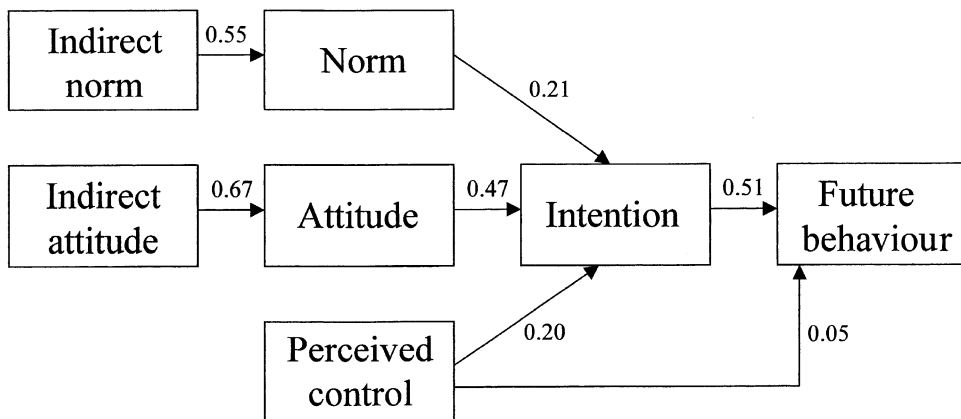 Indirect
norm
0.55
Norm
0.21
Indirect
attitude
0.67
Attitude
0.47
Intention
0.51
Future
behaviour
Perceived
control
0.20
0.05